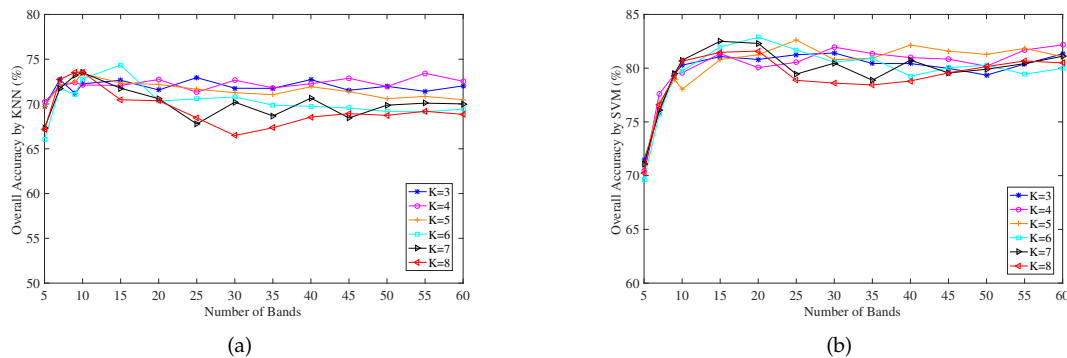 80
75
70
65
60
55
50
5 10 15 20 25 30 35 40 45 50 55 60
Overall Accuracy by KNN (%)
Number of Bands
K=3
K=4
K=5
K=6
K=7
K=8
(a)
85
80
75
70
65
60
5 10 15 20 25 30 35 40 45 50 55 60
Overall Accuracy by SVM (%)
Number of Bands
K=3
K=4
K=5
K=6
K=7
K=8
(b)